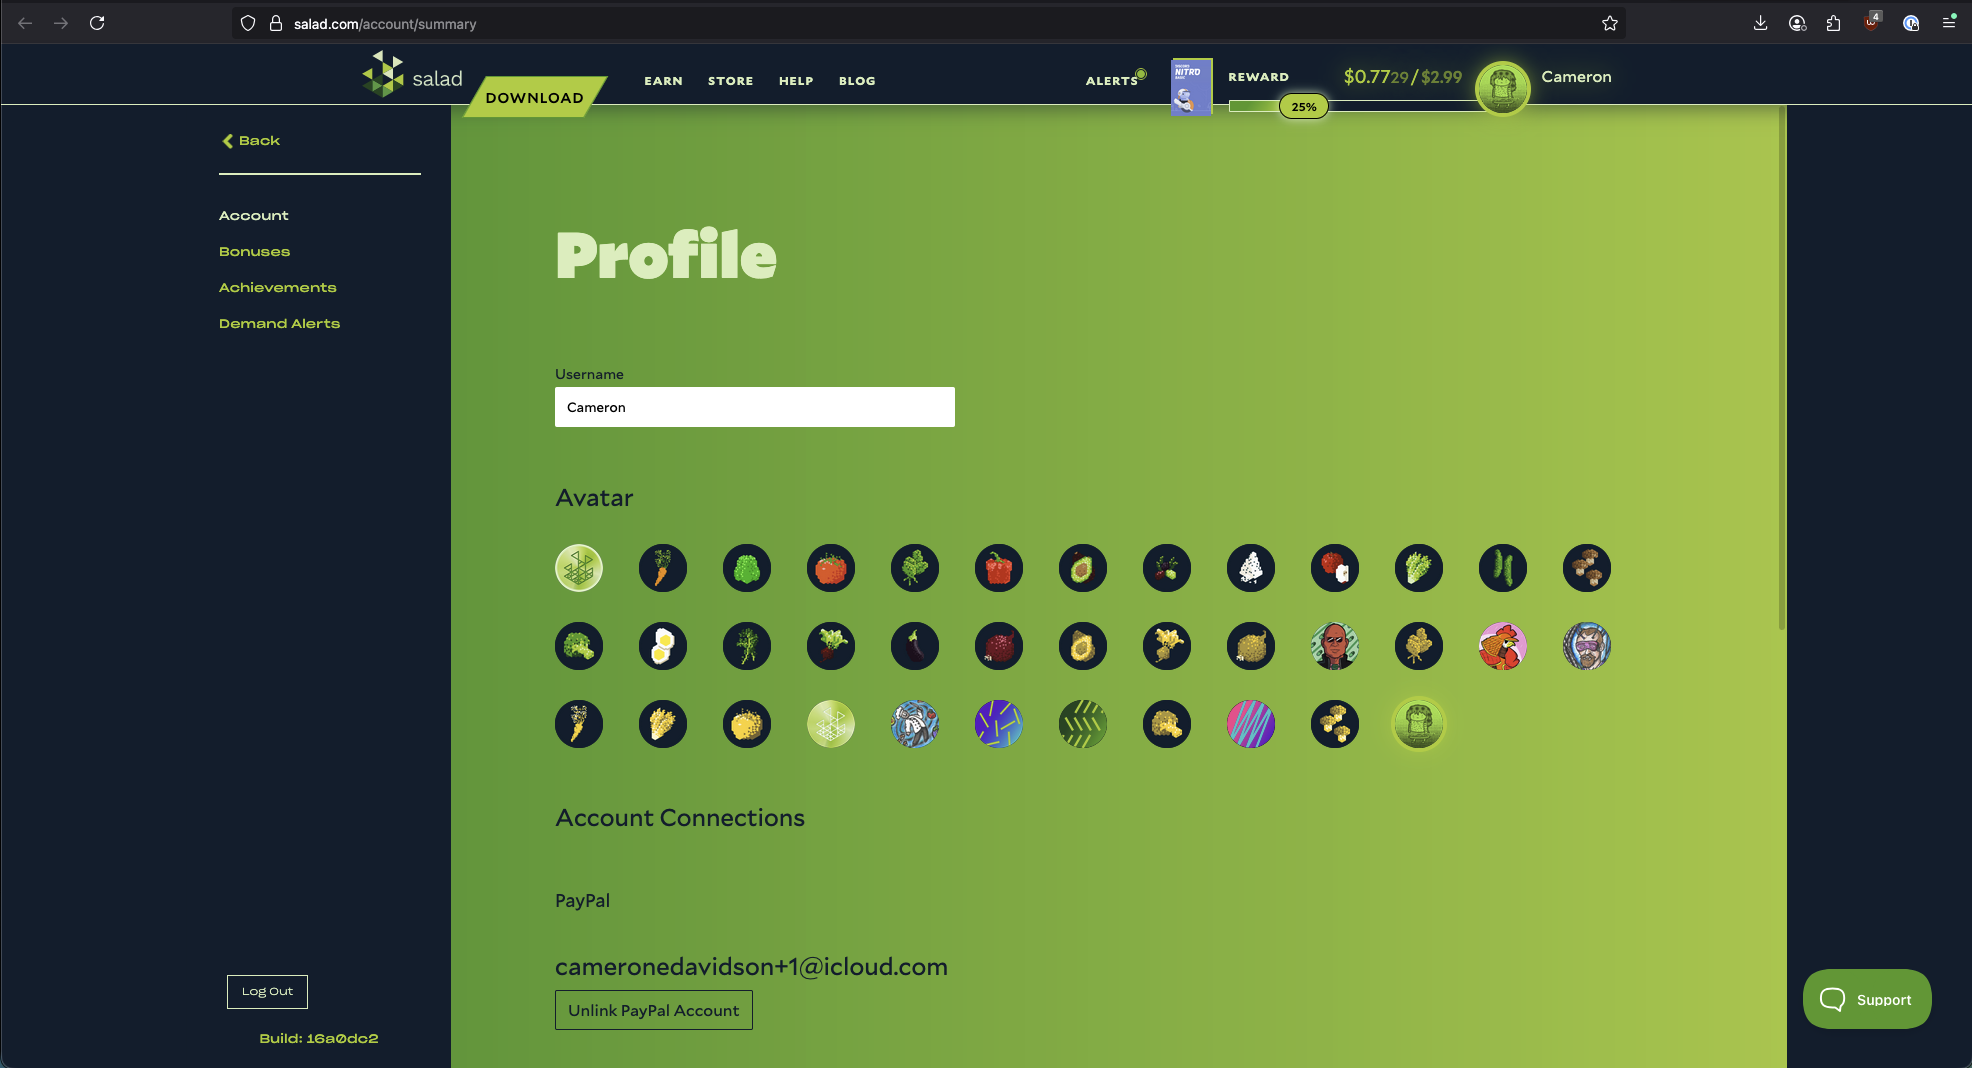 salad.com/account/summary
4
salad
DOWNLOAD
EARN
STORE
HELP
BLOG
ALERTS
NITRO
REWARD
$0.7729/$2.99
25%
Cameron
Back
Account
Bonuses
Achievements
Demand Alerts
Profile
Username
Cameron
Avatar
Account Connections
PayPal
cameronedavidson+1@icloud.com
Unlink PayPal Account
Log Out
Build: 16a0dc2
Support